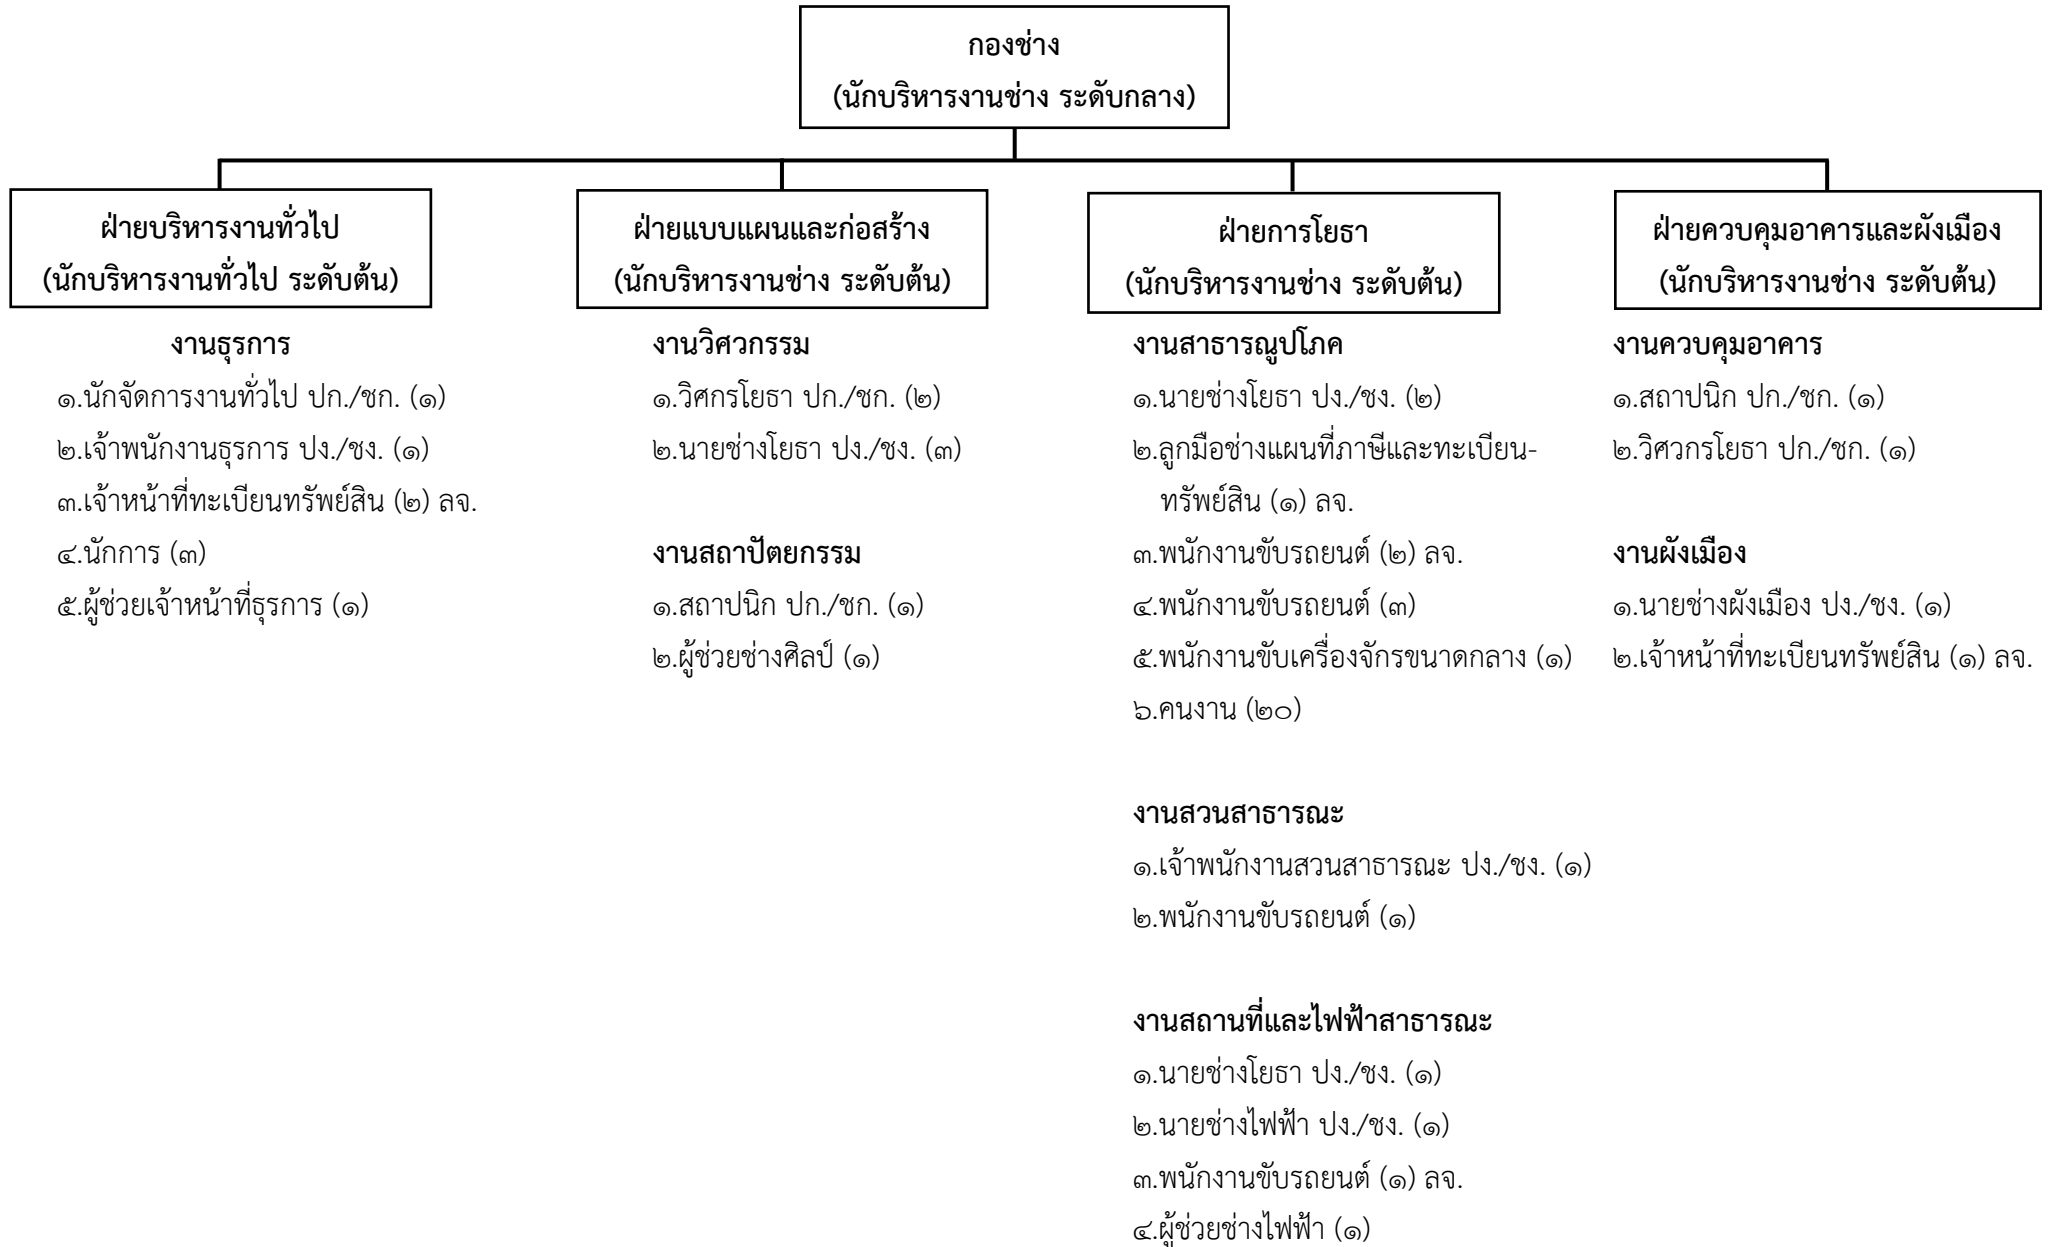 กองช่าง
(นักบริหารงานช่าง ระดับกลาง)
ฝ่ายบริหารงานทั่วไป
(นักบริหารงานทั่วไป ระดับต้น)
งานธุรการ
๑.นักจัดการงานทั่วไป ปก./ชก. (๑)
๒.เจ้าพนักงานธุรการ ปง./ชง. (๑)
๓.เจ้าหน้าที่ทะเบียนทรัพย์สิน (๒) ลจ.
๔.นักการ (๓)
๕.ผู้ช่วยเจ้าหน้าที่ธุรการ (๑)
ฝ่ายแบบแผนและก่อสร้าง
(นักบริหารงานช่าง ระดับต้น)
งานวิศวกรรม
๑.วิศกรโยธา ปก./ชก. (๒)
๒.นายช่างโยธา ปง./ชง. (๓)
งานสถาปัตยกรรม
๑.สถาปนิก ปก./ชก. (๑)
๒.ผู้ช่วยช่างศิลป์ (๑)
ฝ่ายการโยธา
(นักบริหารงานช่าง ระดับต้น)
งานสาธารณูปโภค
๑.นายช่างโยธา ปง./ชง. (๒)
๒.ลูกมือช่างแผนที่ภาษีและทะเบียน-
ทรัพย์สิน (๑) ลจ.
๓.พนักงานขับรถยนต์ (๒) ลจ.
๔.พนักงานขับรถยนต์ (๓)
๕.พนักงานขับเครื่องจักรขนาดกลาง (๑)
๖.คนงาน (๒๐)
งานสวนสาธารณะ
๑.เจ้าพนักงานสวนสาธารณะ ปง./ชง. (๑)
๒.พนักงานขับรถยนต์ (๑)
งานสถานที่และไฟฟ้าสาธารณะ
๑.นายช่างโยธา ปง./ชง. (๑)
๒.นายช่างไฟฟ้า ปง./ชง. (๑)
๓.พนักงานขับรถยนต์ (๑) ลจ.
๔.ผู้ช่วยช่างไฟฟ้า (๑)
ฝ่ายควบคุมอาคารและผังเมือง
(นักบริหารงานช่าง ระดับต้น)
งานควบคุมอาคาร
๑.สถาปนิก ปก./ชก. (๑)
๒.วิศวกรโยธา ปก./ชก. (๑)
งานผังเมือง
๑.นายช่างผังเมือง ปง./ชง. (๑)
๒.เจ้าหน้าที่ทะเบียนทรัพย์สิน (๑) ลจ.